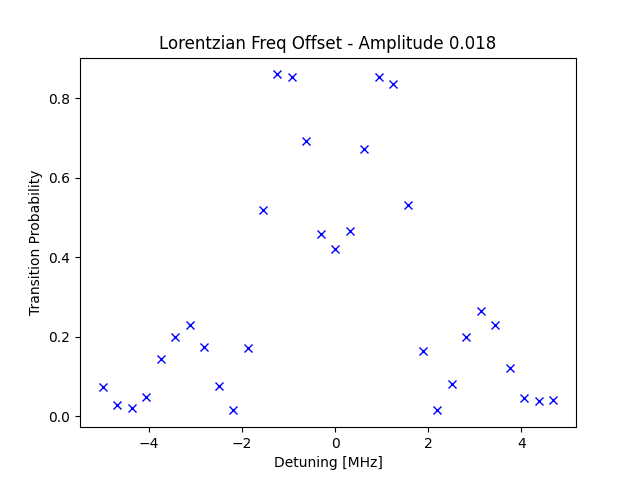 Lorentzian Freq Offset - Amplitude 0.018
0.8
0.6
0.4
0.2
0.0
Transition Probability
−4 −2 0 2 4
Detuning [MHz]